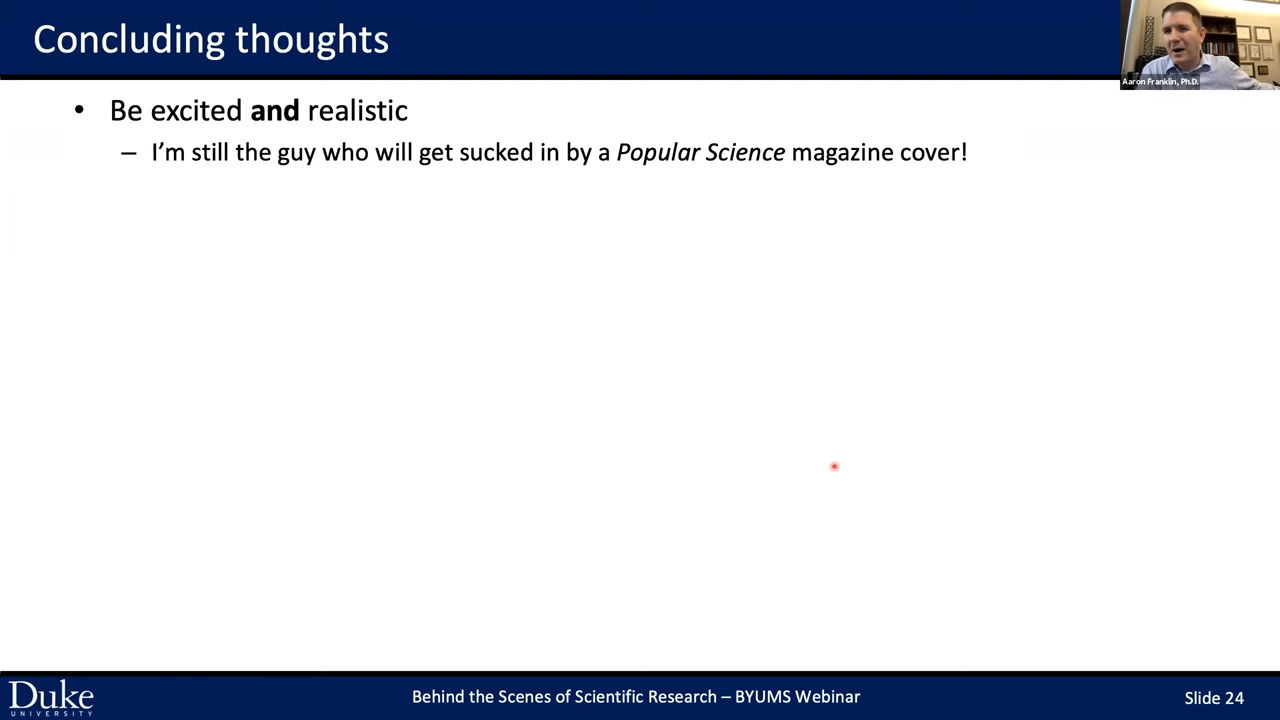 Concluding thoughts
Aaron Franklin, Ph.D.
• Be excited and realistic
– I'm still the guy who will get sucked in by a Popular Science magazine cover!
Duke
UNIVERSITY
Behind the Scenes of Scientific Research – BYUMS Webinar
Slide 24